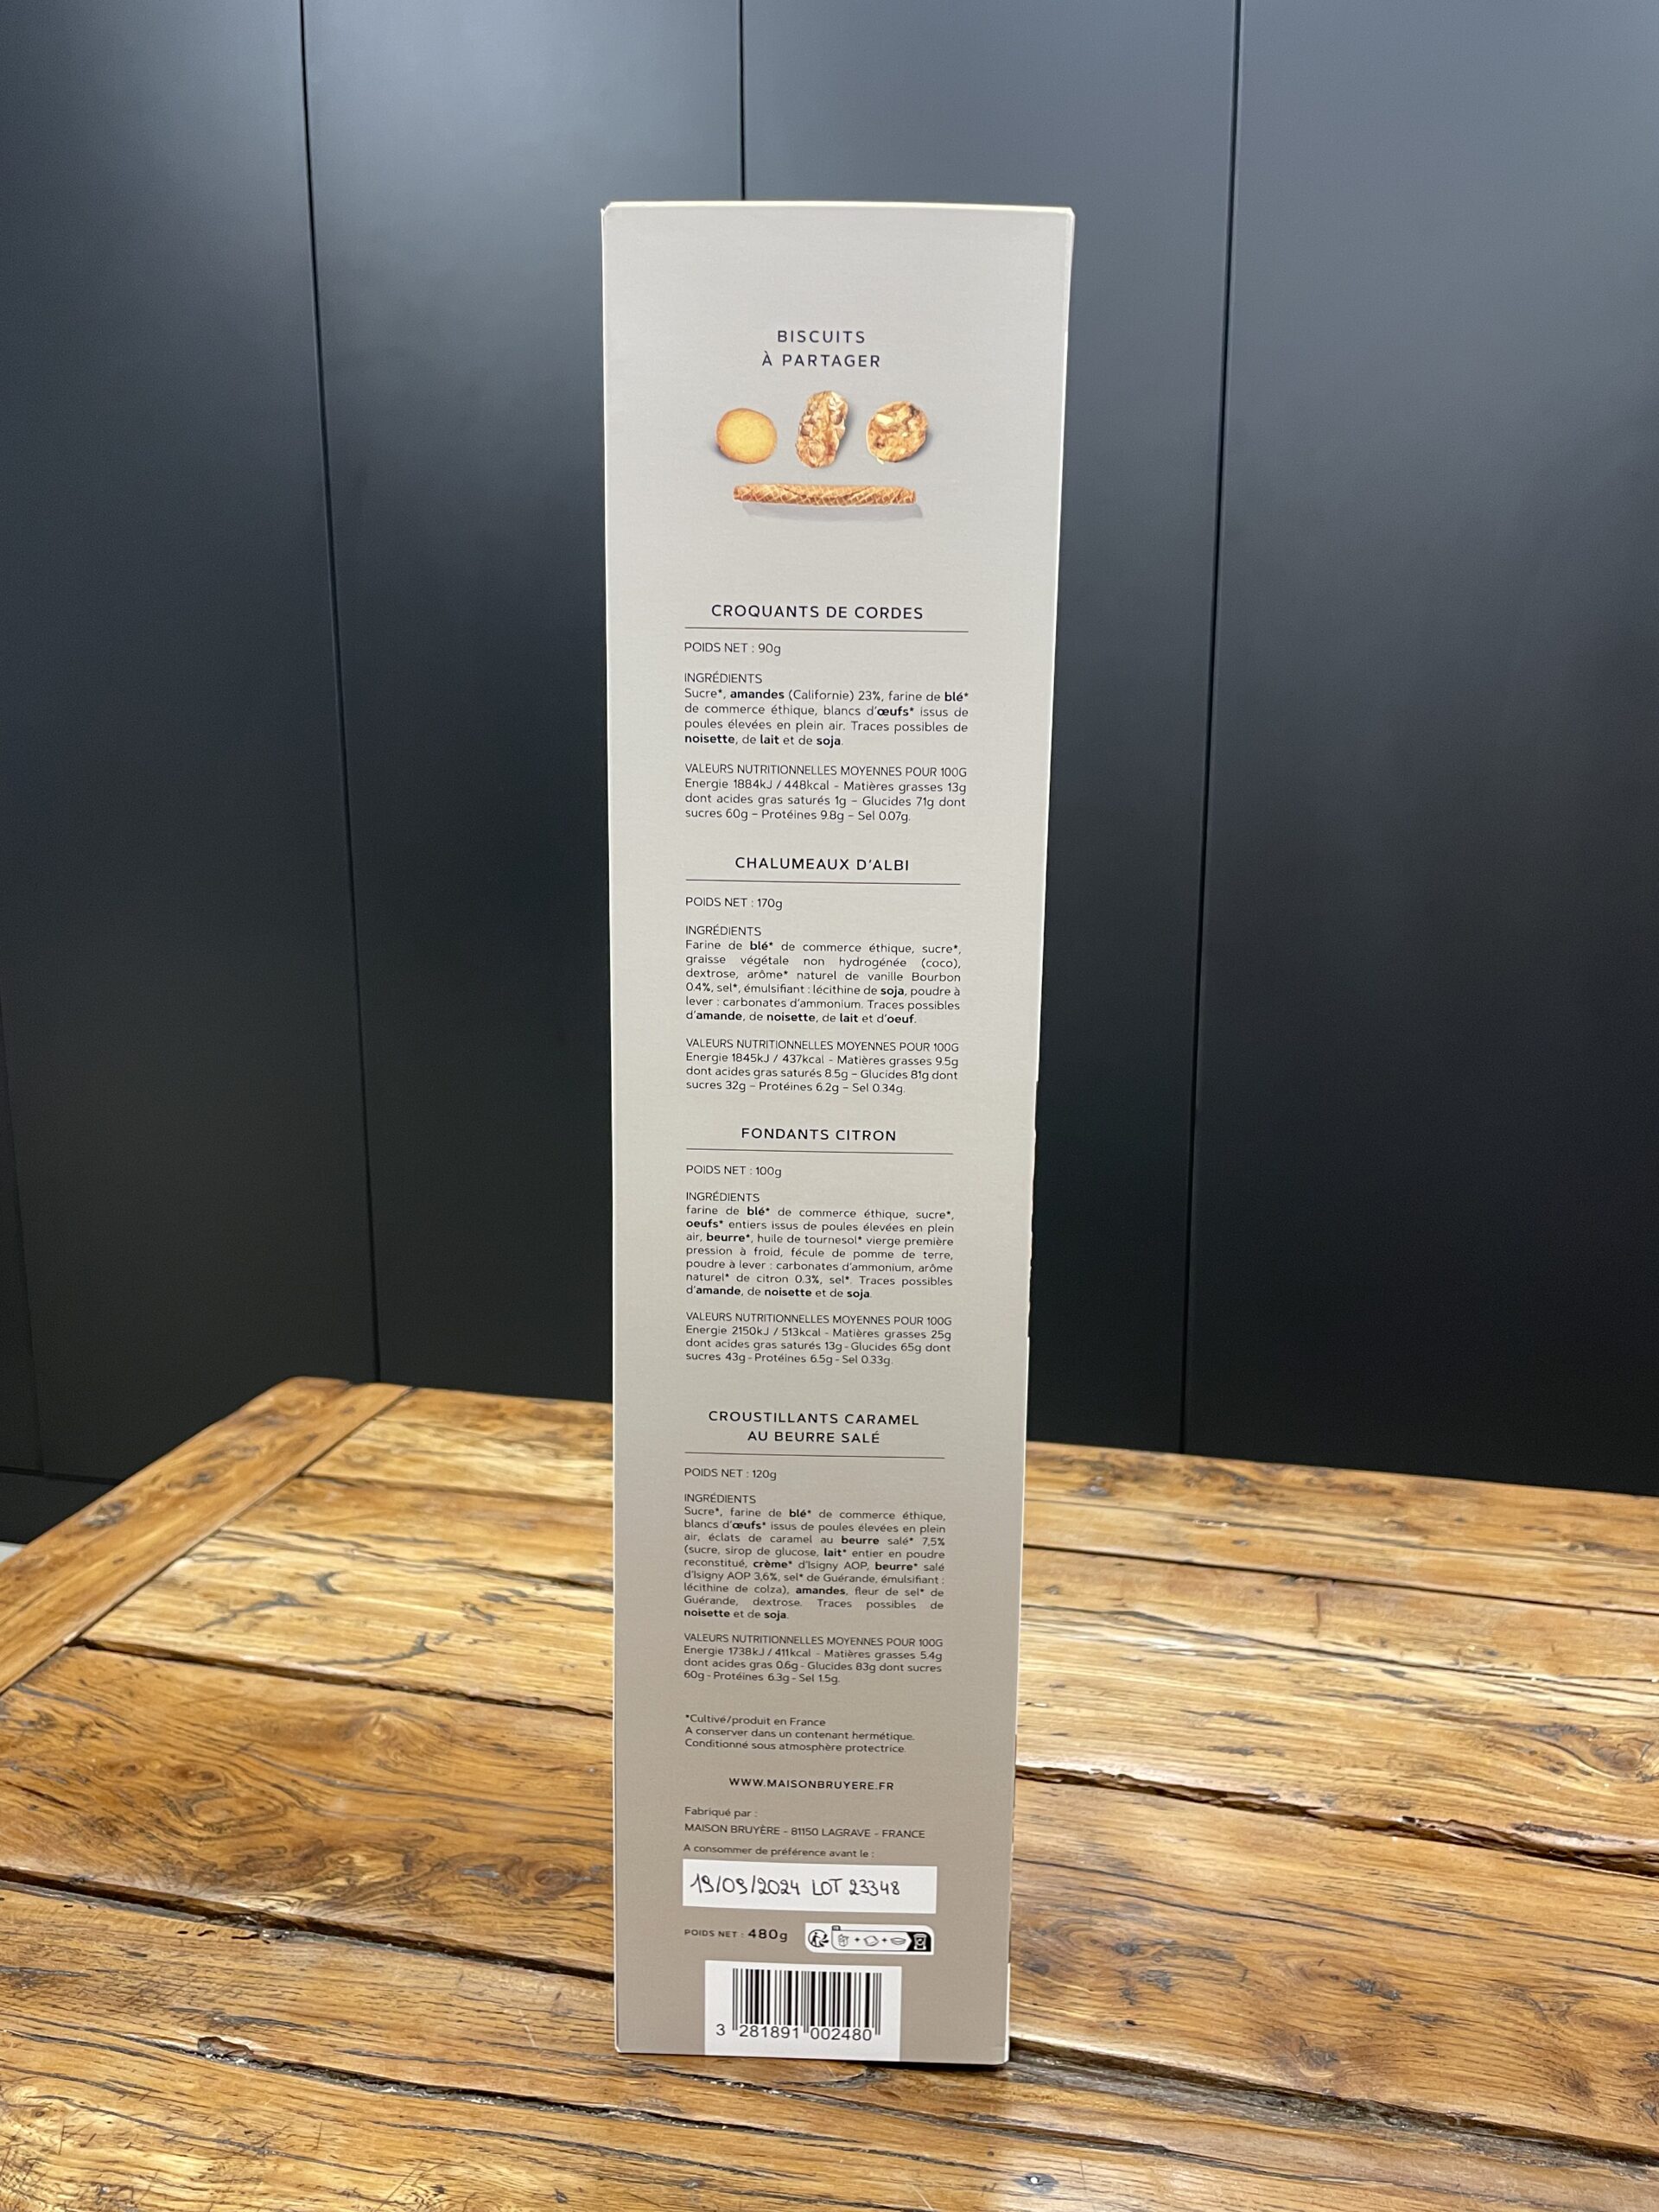 BISCUITS
À PARTAGER
CROQUANTS DE CORDES
POIDS NET : 90g
INGRÉDIENTS
Sucre*, amandes (Californie) 23%, farine de blé*
de commerce éthique, blancs d'œufs* issus de
poules élevées en plein air. Traces possibles de
noisette, de lait et de soja.
VALEURS NUTRITIONNELLES MOYENNES POUR 100G
Energie 1884kJ / 448kcal - Matières grasses 13g
dont acides gras saturés 1g – Glucides 71g dont
sucres 60g – Protéines 9.8g – Sel 0.07g.
CHALUMEAUX D'ALBI
POIDS NET : 170g
INGRÉDIENTS
Farine de blé* de commerce éthique, sucre*,
graisse végétale non hydrogénée (coco),
dextrose, arôme* naturel de vanille Bourbon
0.4%, sel*, émulsifiant : lécithine de soja, poudre à
lever : carbonates d'ammonium. Traces possibles
d'amande, de noisette, de lait et d'oeuf.
VALEURS NUTRITIONNELLES MOYENNES POUR 100G
Energie 1845kJ / 437kcal - Matières grasses 9.5g
dont acides gras saturés 8.5g – Glucides 81g dont
sucres 32g – Protéines 6.2g – Sel 0.34g.
FONDANTS CITRON
POIDS NET : 100g
INGRÉDIENTS
farine de blé* de commerce éthique, sucre*,
oeufs* entiers issus de poules élevées en plein
air, beurre*, huile de tournesol* vierge première
pression à froid, fécule de pomme de terre,
poudre à lever : carbonates d'ammonium, arôme
naturel* de citron 0.3%, sel*. Traces possibles
d'amande, de noisette et de soja.
VALEURS NUTRITIONNELLES MOYENNES POUR 100G
Energie 2150kJ / 513kcal - Matières grasses 25g
dont acides gras saturés 13g - Glucides 65g dont
sucres 43g - Protéines 6.5g - Sel 0.33g.
CROUSTILLANTS CARAMEL
AU BEURRE SALÉ
POIDS NET : 120g
INGRÉDIENTS
Sucre*, farine de blé* de commerce éthique,
blancs d'œufs* issus de poules élevées en plein
air, éclats de caramel au beurre salé* 7,5%
(sucre, sirop de glucose, lait* entier en poudre
reconstitué, crème* d'Isigny AOP, beurre* salé
d'Isigny AOP 3,6%, sel* de Guérande, émulsifiant :
lécithine de colza), amandes, fleur de sel* de
Guérande, dextrose. Traces possibles de
noisette et de soja.
VALEURS NUTRITIONNELLES MOYENNES POUR 100G
Energie 1738kJ / 411kcal - Matières grasses 5.4g
dont acides gras 0.6g - Glucides 83g dont sucres
60g - Protéines 6.3g - Sel 1.5g.
*Cultivé/produit en France
A conserver dans un contenant hermétique.
Conditionné sous atmosphère protectrice.
WWW.MAISONBRUYERE.FR
Fabriqué par :
MAISON BRUYÈRE - 81150 LAGRAVE - FRANCE
A consommer de préférence avant le :
19/09/2024 LOT 23348
POIDS NET : 480g
3 281891 002480